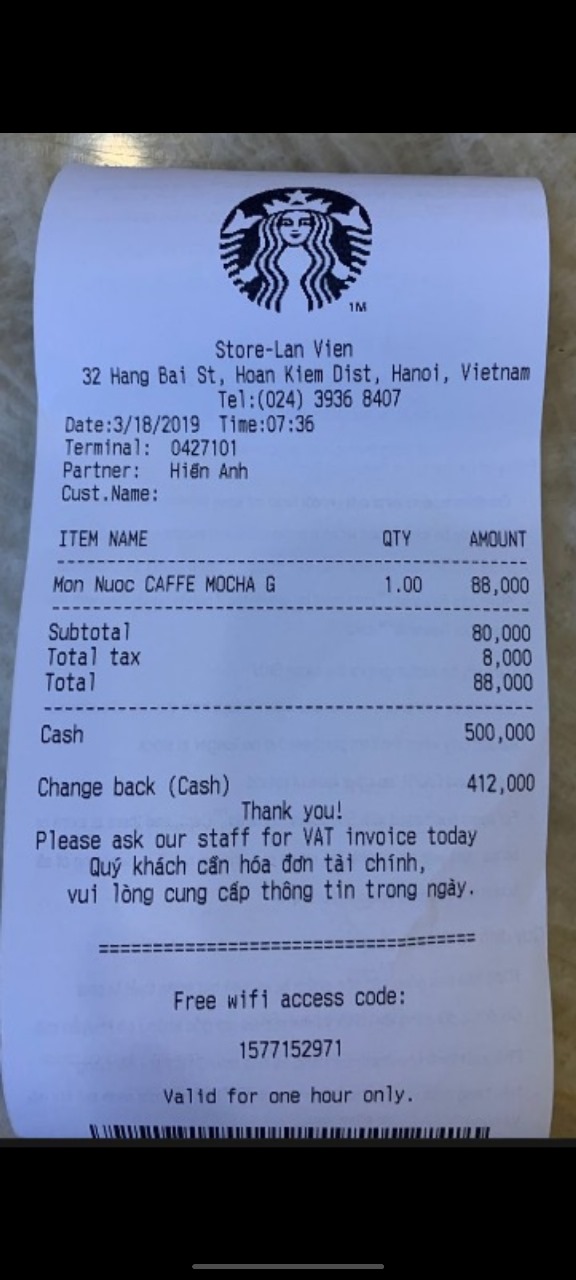 TM
Store-Lan Vien
32 Hang Bai St, Hoan Kiem Dist, Hanoi, Vietnam
Tel:(024) 3936 8407
Date:3/18/2019 Time:07:36
Terminal: 0427101
Partner: Hiền Anh
Cust.Name:
ITEM NAME QTY AMOUNT
Mon Nuoc CAFFE MOCHA G 1.00 88,000
Subtotal 80,000
Total tax 8,000
Total 88,000
Cash 500,000
Change back (Cash) 412,000
Thank you!
Please ask our staff for VAT invoice today
Quý khách cần hóa đơn tài chính,
vui lòng cung cấp thông tin trong ngày.
Free wifi access code:
1577152971
Valid for one hour only.